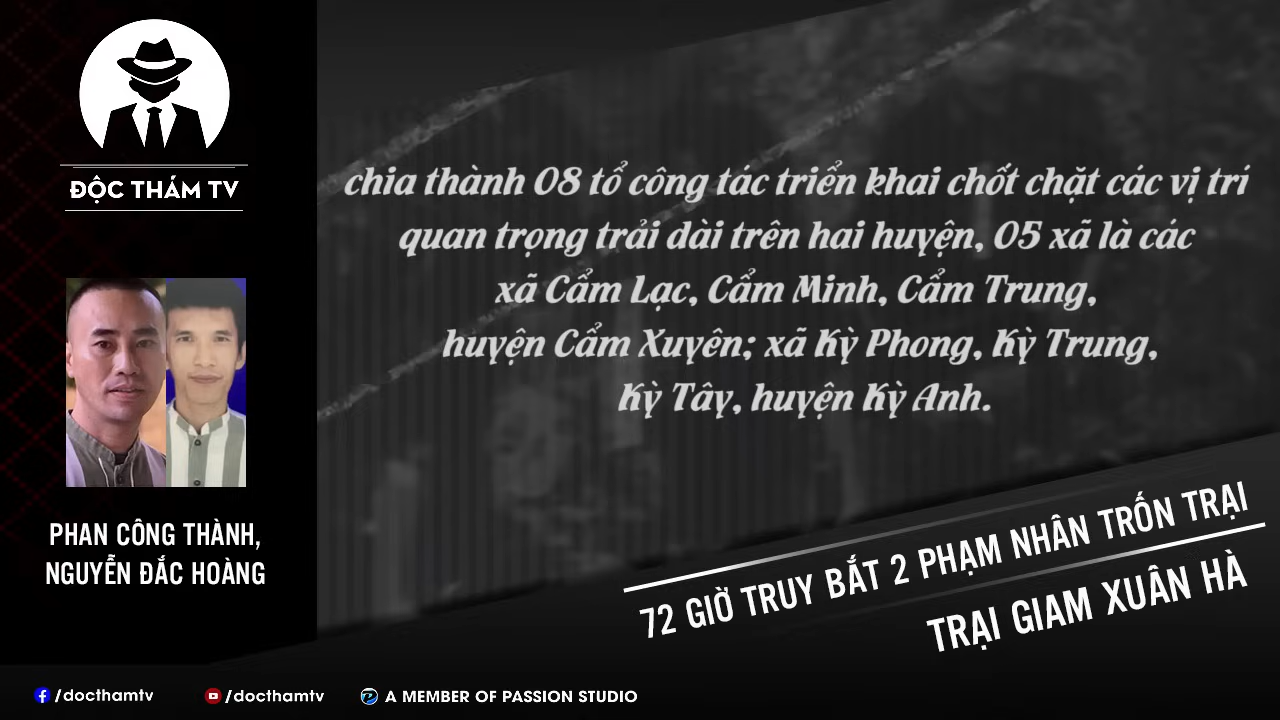 ĐỘC THÁM TV
PHAN CÔNG THÀNH,
NGUYỄN ĐẮC HOÀNG
chia thành 08 tổ công tác triển khai chốt chặt các vị trí
quan trọng trải dài trên hai huyện, 05 xã là các
xã Cẩm Lạc, Cẩm Minh, Cẩm Trung,
huyện Cẩm Xuyên; xã Kỳ Phong, Kỳ Trung,
Kỳ Tây, huyện Kỳ Anh.
72 GIỜ TRUY BẮT 2 PHẠM NHÂN TRỐN TRẠI
TRẠI GIAM XUÂN HÀ
/docthamtv
/docthamtv
A MEMBER OF PASSION STUDIO